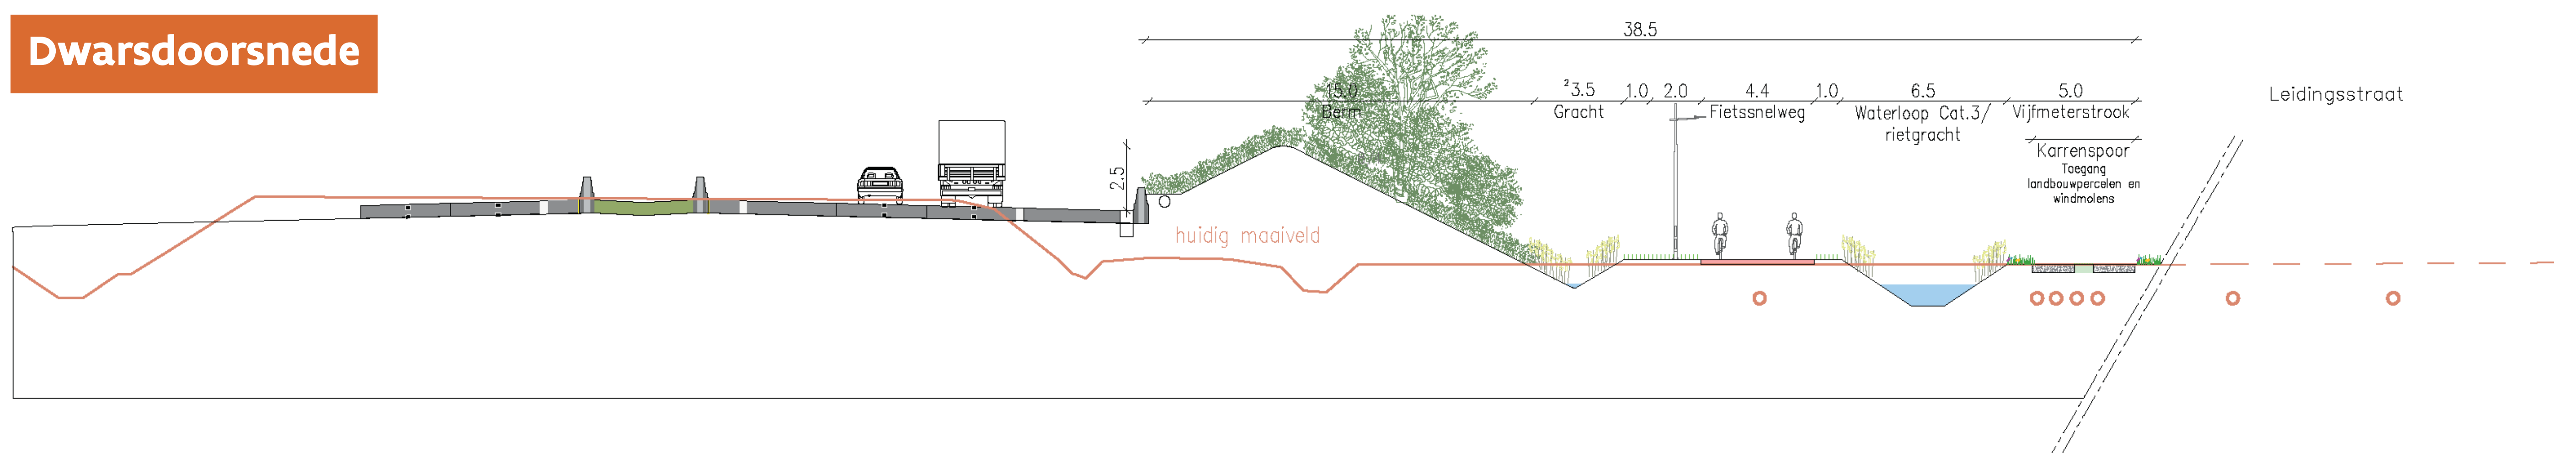 Dwarsdoorsnede
38.5
15.0 ²3.5 1.0 2.0 4.4 1.0 6.5 5.0
Berm Gracht Fietssnelweg Waterloop Cat.3/ Vijfmeterstrook
rietgracht
Leidingsstraat
Karrenspoor
Toegang
landbouwpercelen en
windmolens
2.5
huidig maaiveld